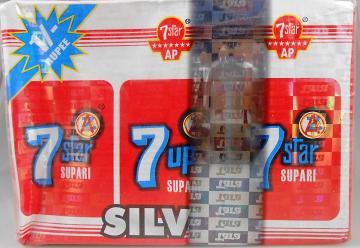 1/-
RUPEE
7 star
AP
7 star
AP
7 star
SUPARI
7 up
SUPARI
7 star
SUPARI
SILV